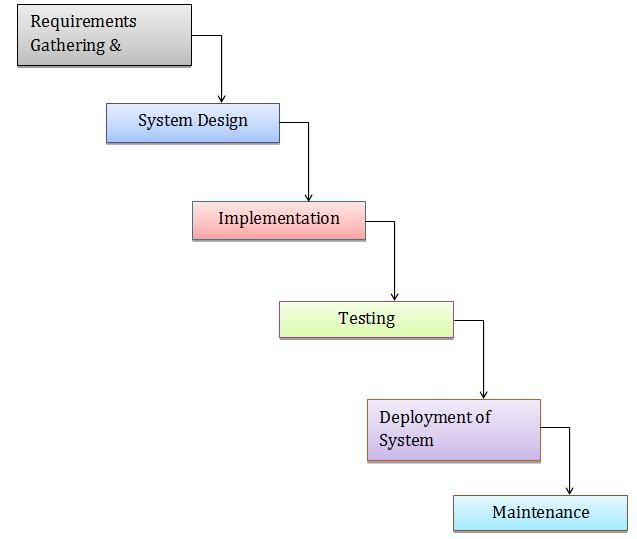 Requirements
Gathering &
System Design
Implementation
Testing
Deployment of
System
Maintenance